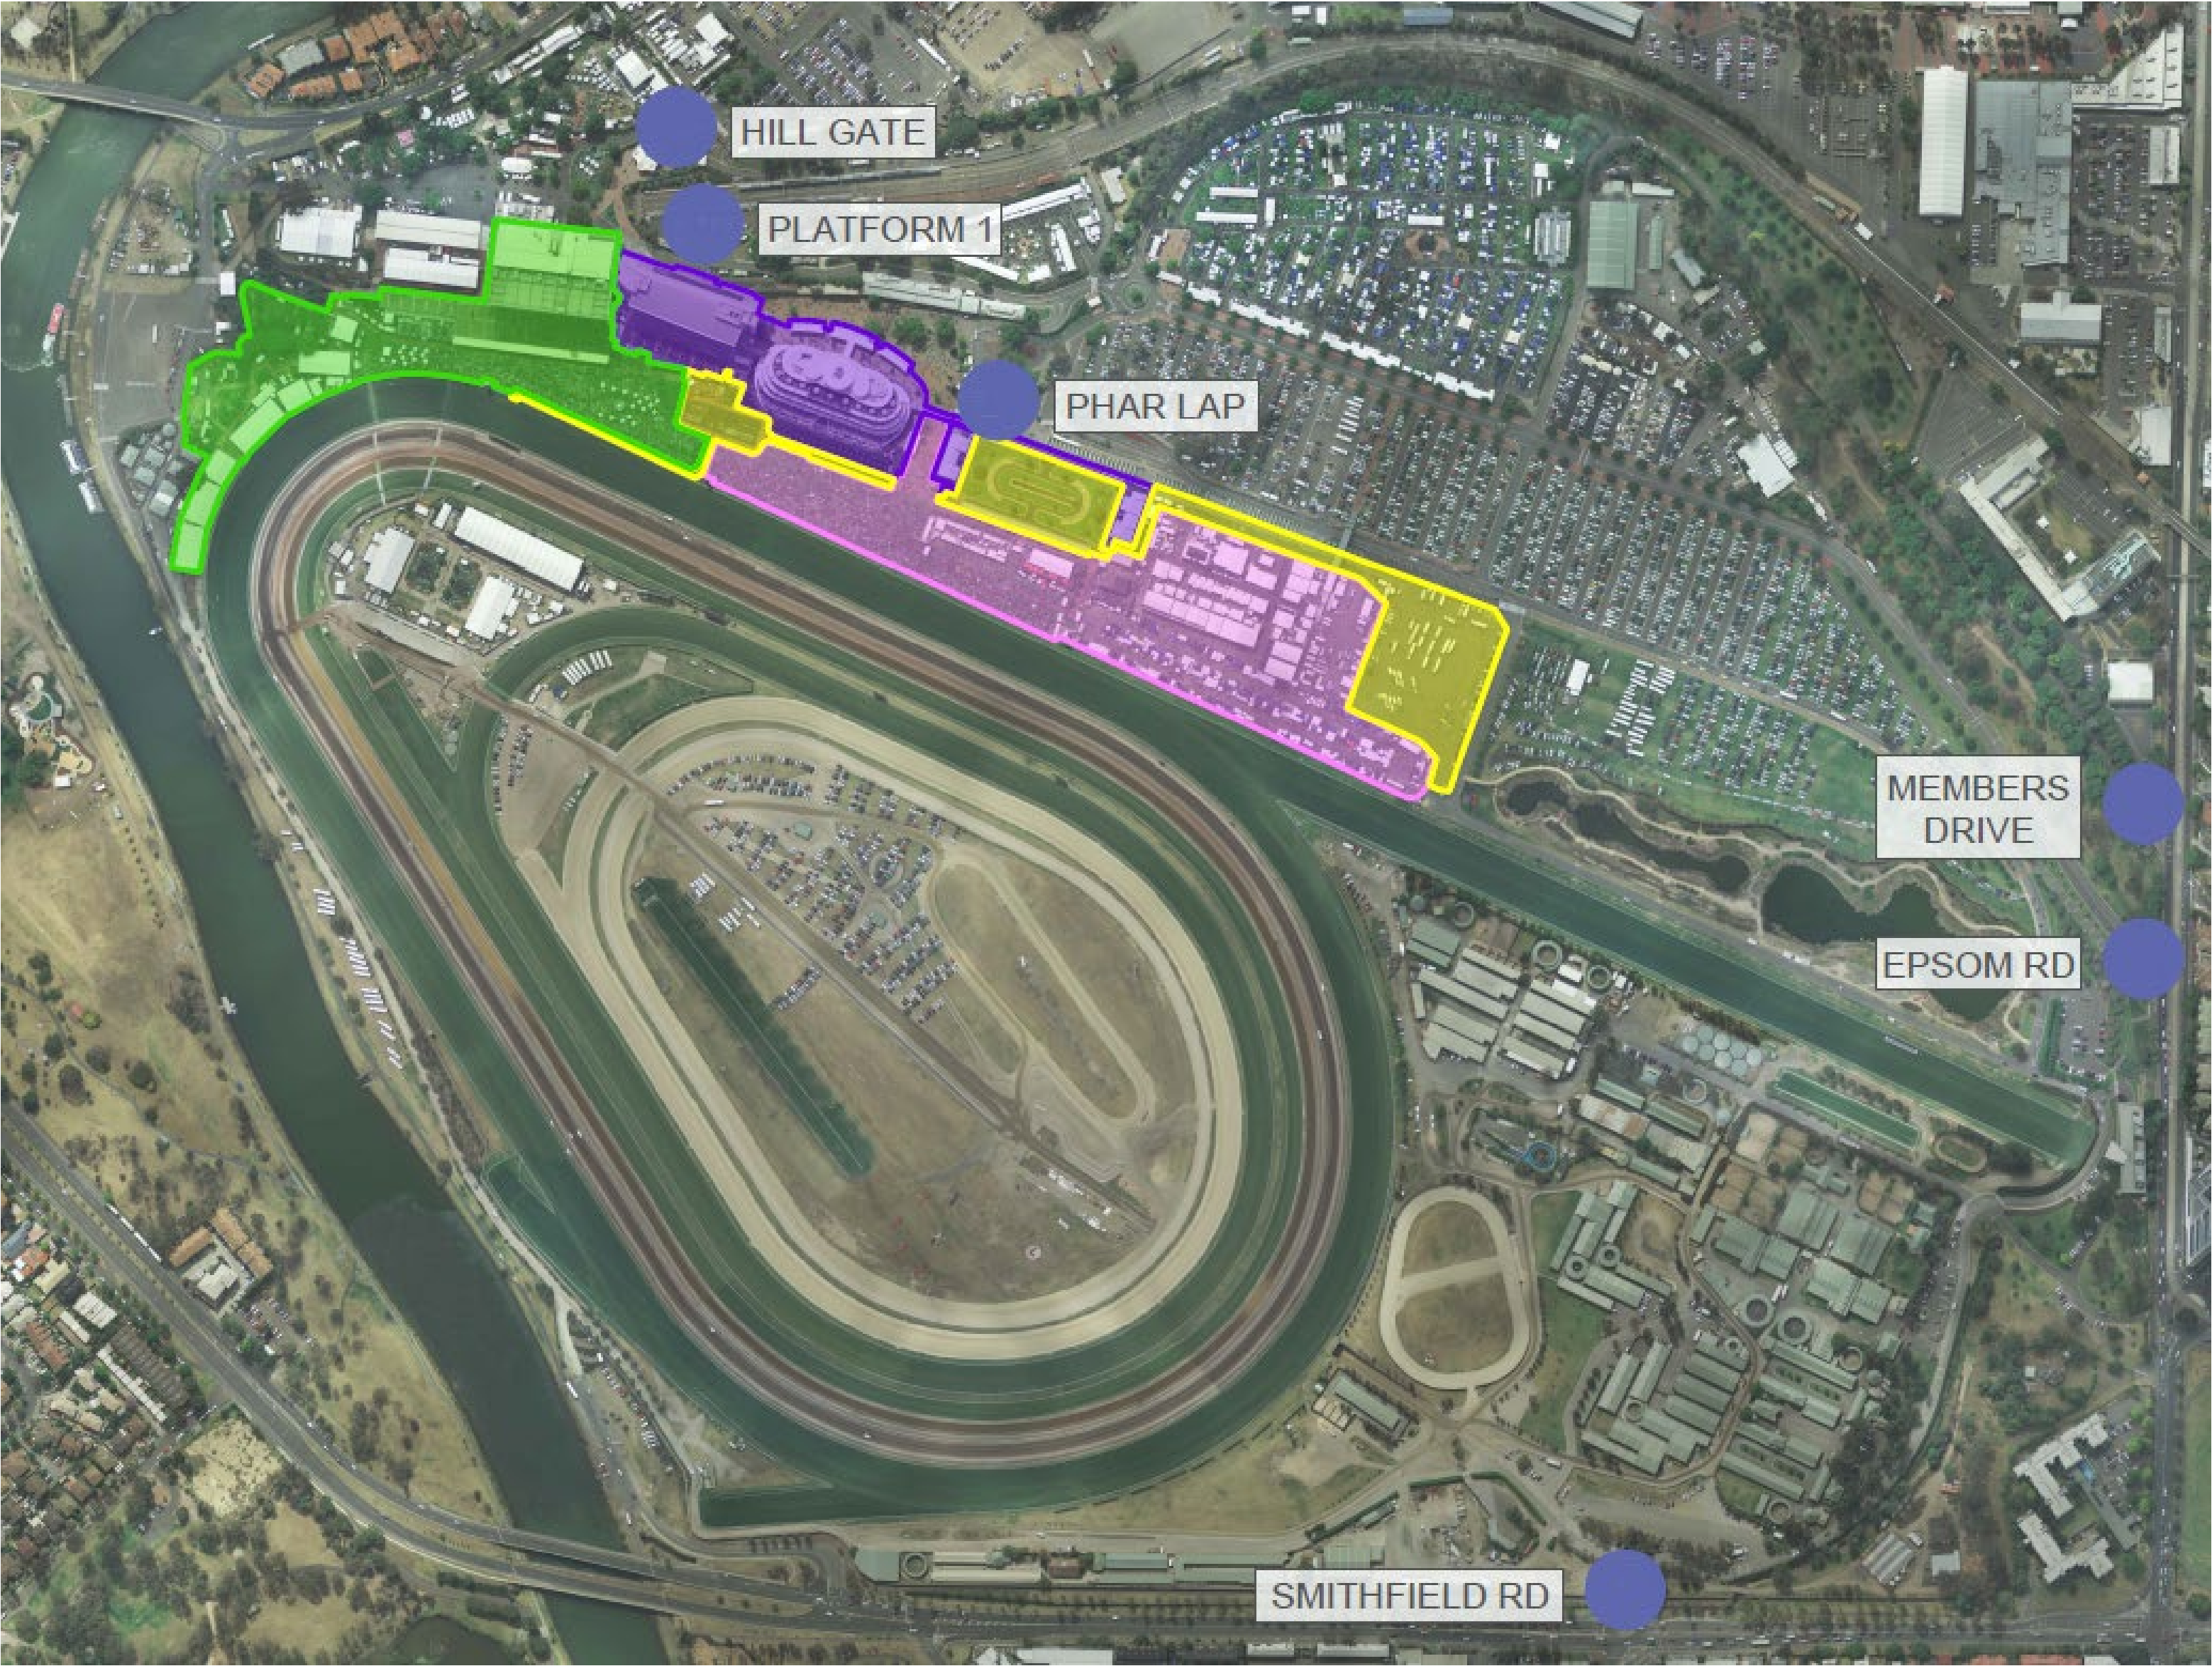 HILL GATE
PLATFORM 1
PHAR LAP
MEMBERS
DRIVE
EPSOM RD
SMITHFIELD RD